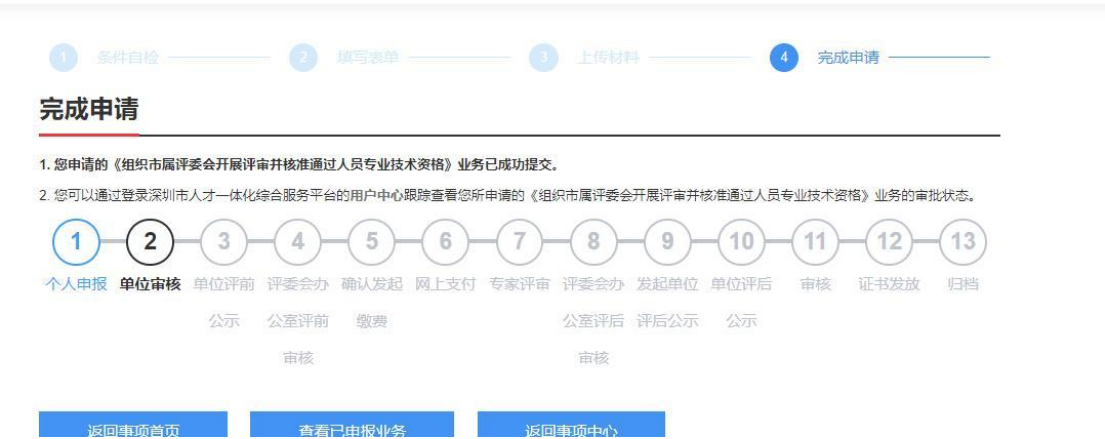 1 条件自检 2 填写表单 3 上传材料 4 完成申请
完成申请
1. 您申请的《组织市属评委会开展评审并核准通过人员专业技术资格》业务已成功提交。
2. 您可以通过登录深圳市人才一体化综合服务平台的用户中心跟踪查看您所申请的《组织市属评委会开展评审并核准通过人员专业技术资格》业务的审批状态。
1 2 3 4 5 6 7 8 9 10 11 12 13
个人申报 单位审核 单位评前 评委会办 确认发起 网上支付 专家评审 评委会办 发起单位 单位评后 审核 证书发放 归档
公示 公室评前 缴费 公室评后 评后公示 公示
审核 审核
返回事项首页 查看已申报业务 返回事项中心